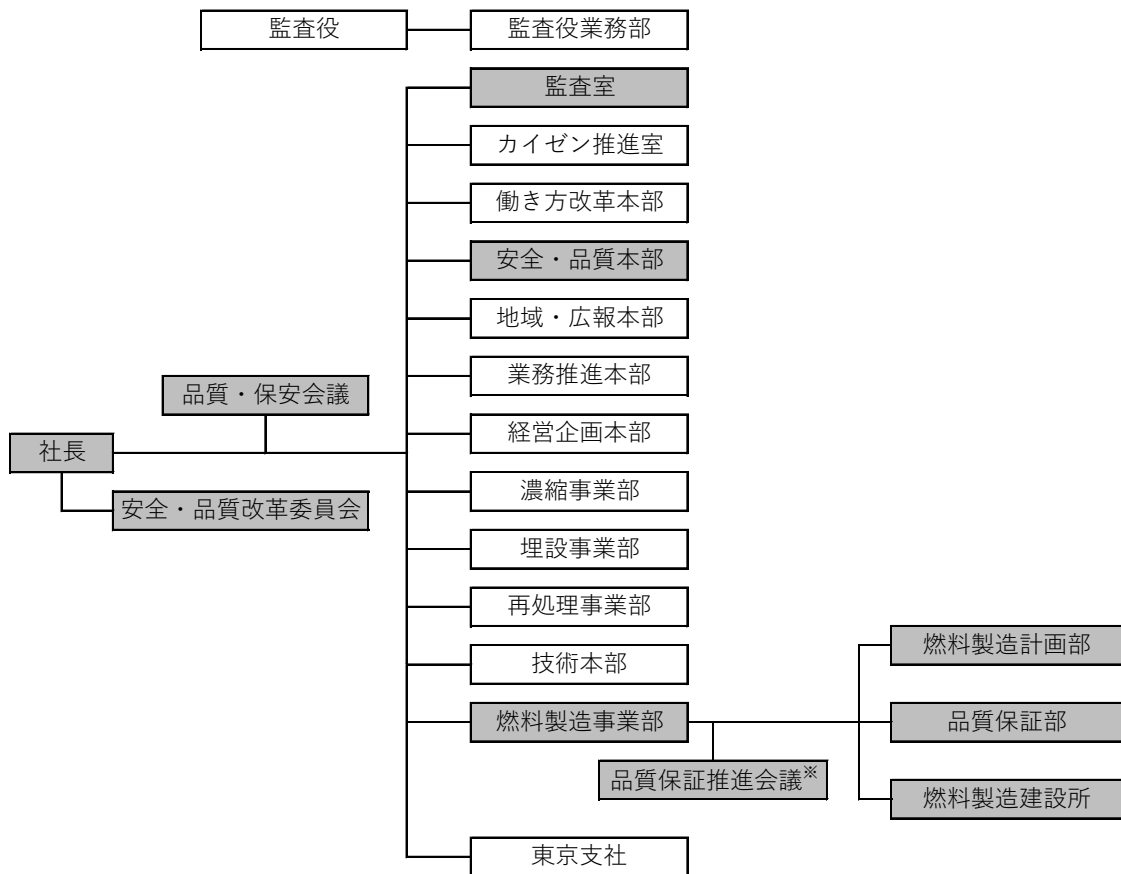 監査役
監査役業務部
監査室
カイゼン推進室
働き方改革本部
安全・品質本部
地域・広報本部
業務推進本部
品質・保安会議
経営企画本部
社長
濃縮事業部
安全・品質改革委員会
埋設事業部
再処理事業部
燃料製造計画部
技術本部
燃料製造事業部
品質保証部
品質保証推進会議※
燃料製造建設所
東京支社